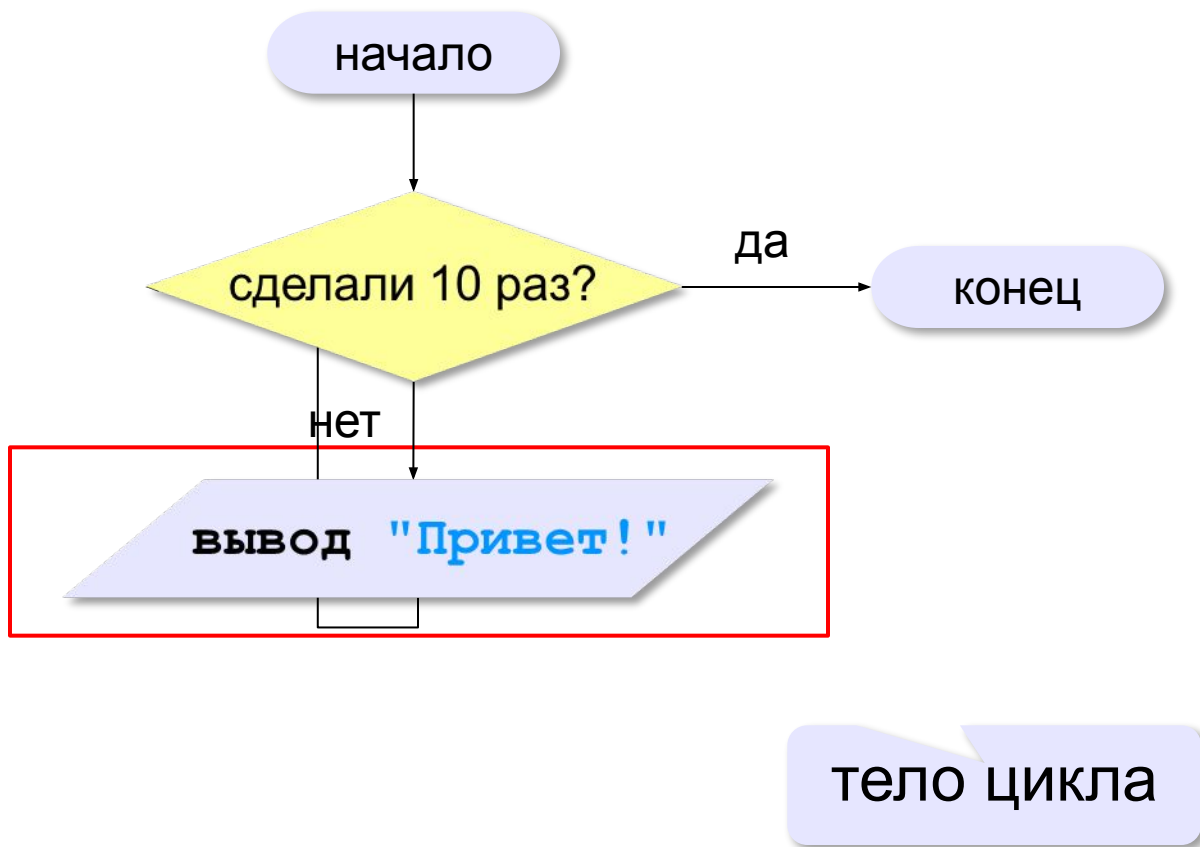 начало
сделали 10 раз?
да
конец
нет
вывод "Привет!"
тело цикла